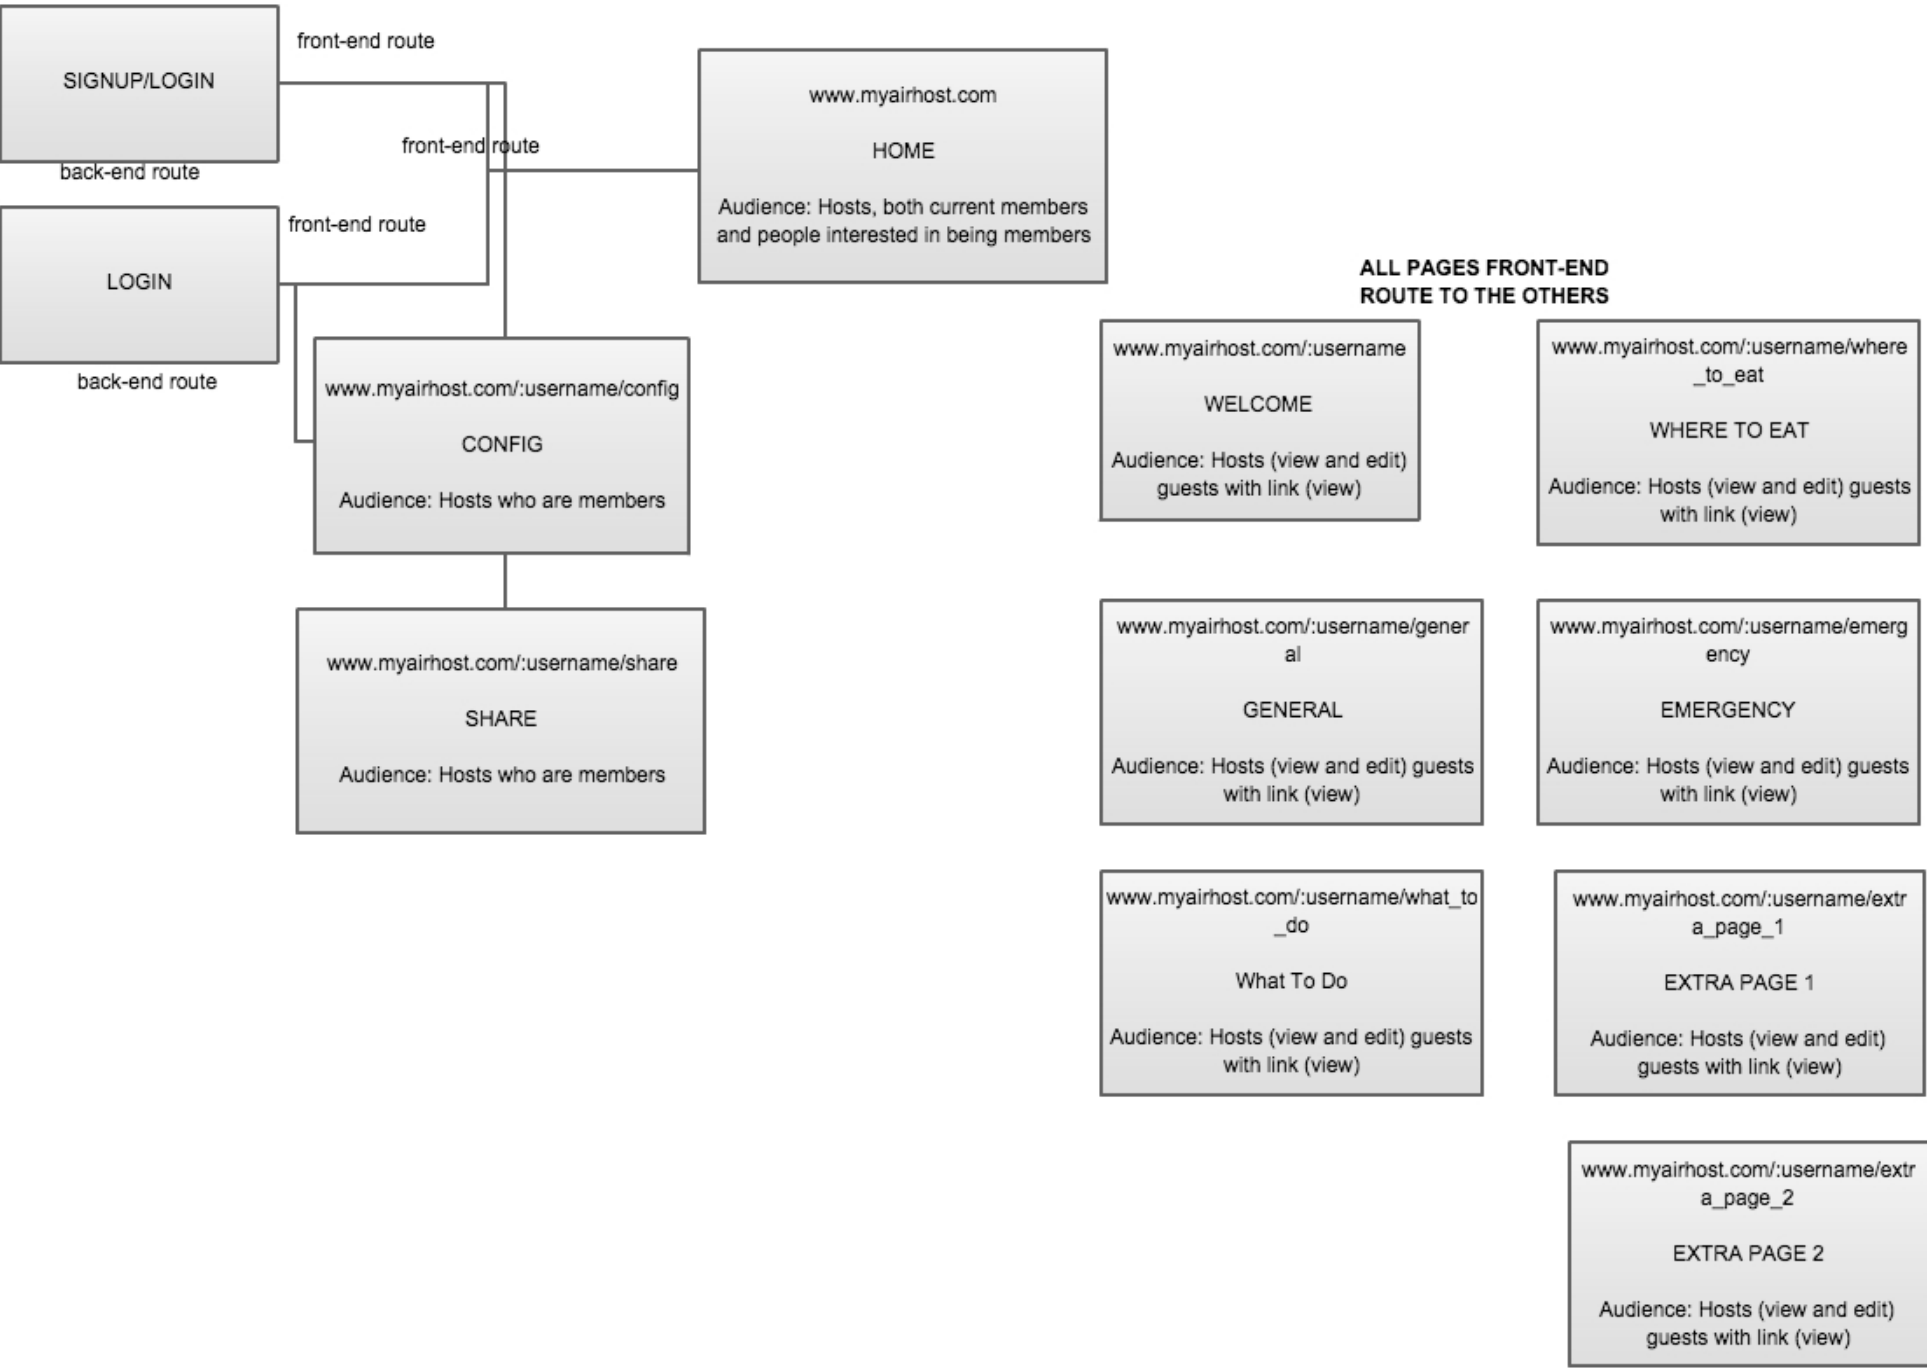 front-end route
SIGNUP/LOGIN
back-end route
front-end route
www.myairhost.com
HOME
Audience: Hosts, both current members
and people interested in being members
front-end route
LOGIN
back-end route
www.myairhost.com/:username/config
CONFIG
Audience: Hosts who are members
www.myairhost.com/:username/share
SHARE
Audience: Hosts who are members
ALL PAGES FRONT-END
ROUTE TO THE OTHERS
www.myairhost.com/:username
WELCOME
Audience: Hosts (view and edit)
guests with link (view)
www.myairhost.com/:username/where
_to_eat
WHERE TO EAT
Audience: Hosts (view and edit) guests
with link (view)
www.myairhost.com/:username/gener
al
GENERAL
Audience: Hosts (view and edit) guests
with link (view)
www.myairhost.com/:username/emerg
ency
EMERGENCY
Audience: Hosts (view and edit) guests
with link (view)
www.myairhost.com/:username/what_to
_do
What To Do
Audience: Hosts (view and edit) guests
with link (view)
www.myairhost.com/:username/extr
a_page_1
EXTRA PAGE 1
Audience: Hosts (view and edit)
guests with link (view)
www.myairhost.com/:username/extr
a_page_2
EXTRA PAGE 2
Audience: Hosts (view and edit)
guests with link (view)